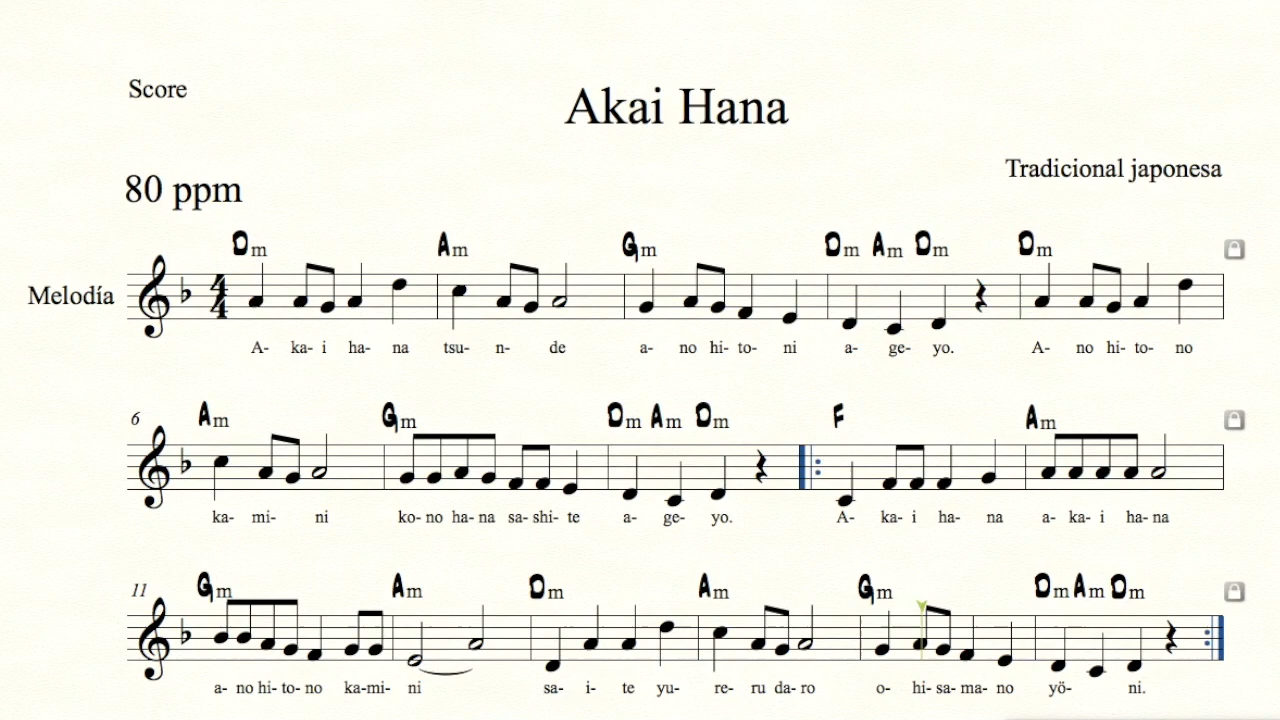 Score
Akai Hana
Tradicional japonesa
80 ppm
Dm Am Gm Dm Am Dm Dm
Melodía
4 4
A- ka- i ha- na tsu- n- de a- no hi- to- ni a- ge- yo. A- no hi- to- no
6
Am Gm Dm Am Dm F Am
ka- mi- ni ko- no ha- na sa- shi- te a- ge- yo. A- ka- i ha- na a- ka- i ha- na
11
Gm Am Dm Am Gm Dm Am Dm
a- no hi- to- no ka- mi- ni sa- i- te yu- re- ru da- ro o- hi- sa- ma- no yö- ni.